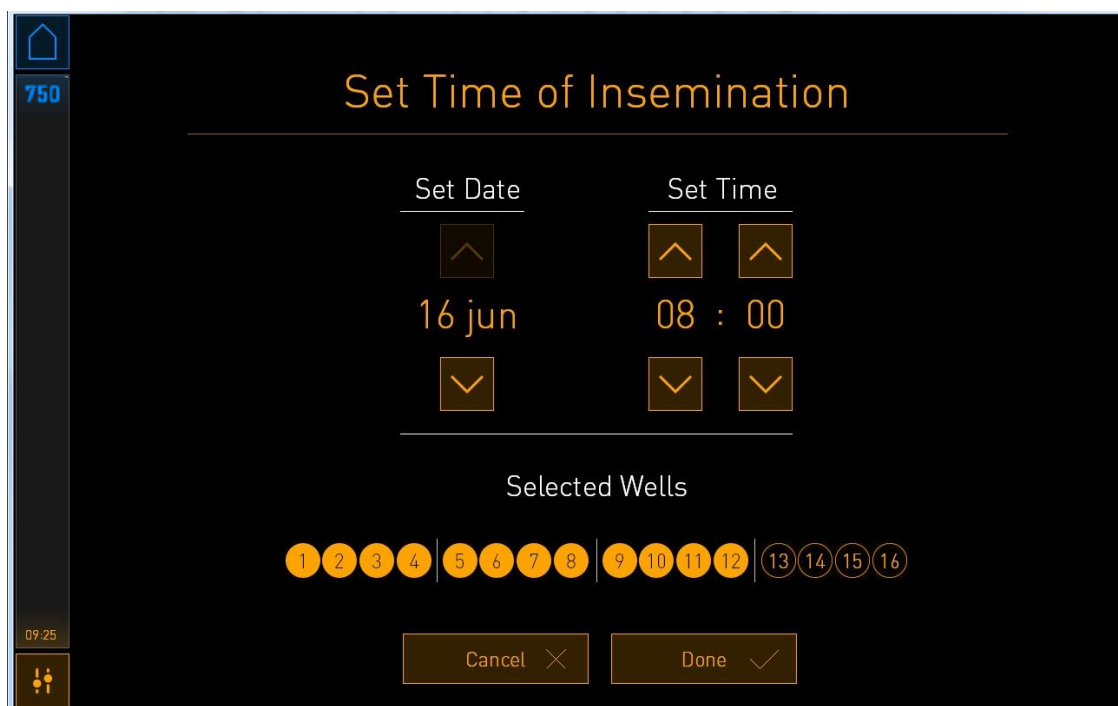 750
Set Time of Insemination
Set Date Set Time
16 jun 08 : 00
Selected Wells
1 2 3 4 5 6 7 8 9 10 11 12 13 14 15 16
09:25
Cancel Done